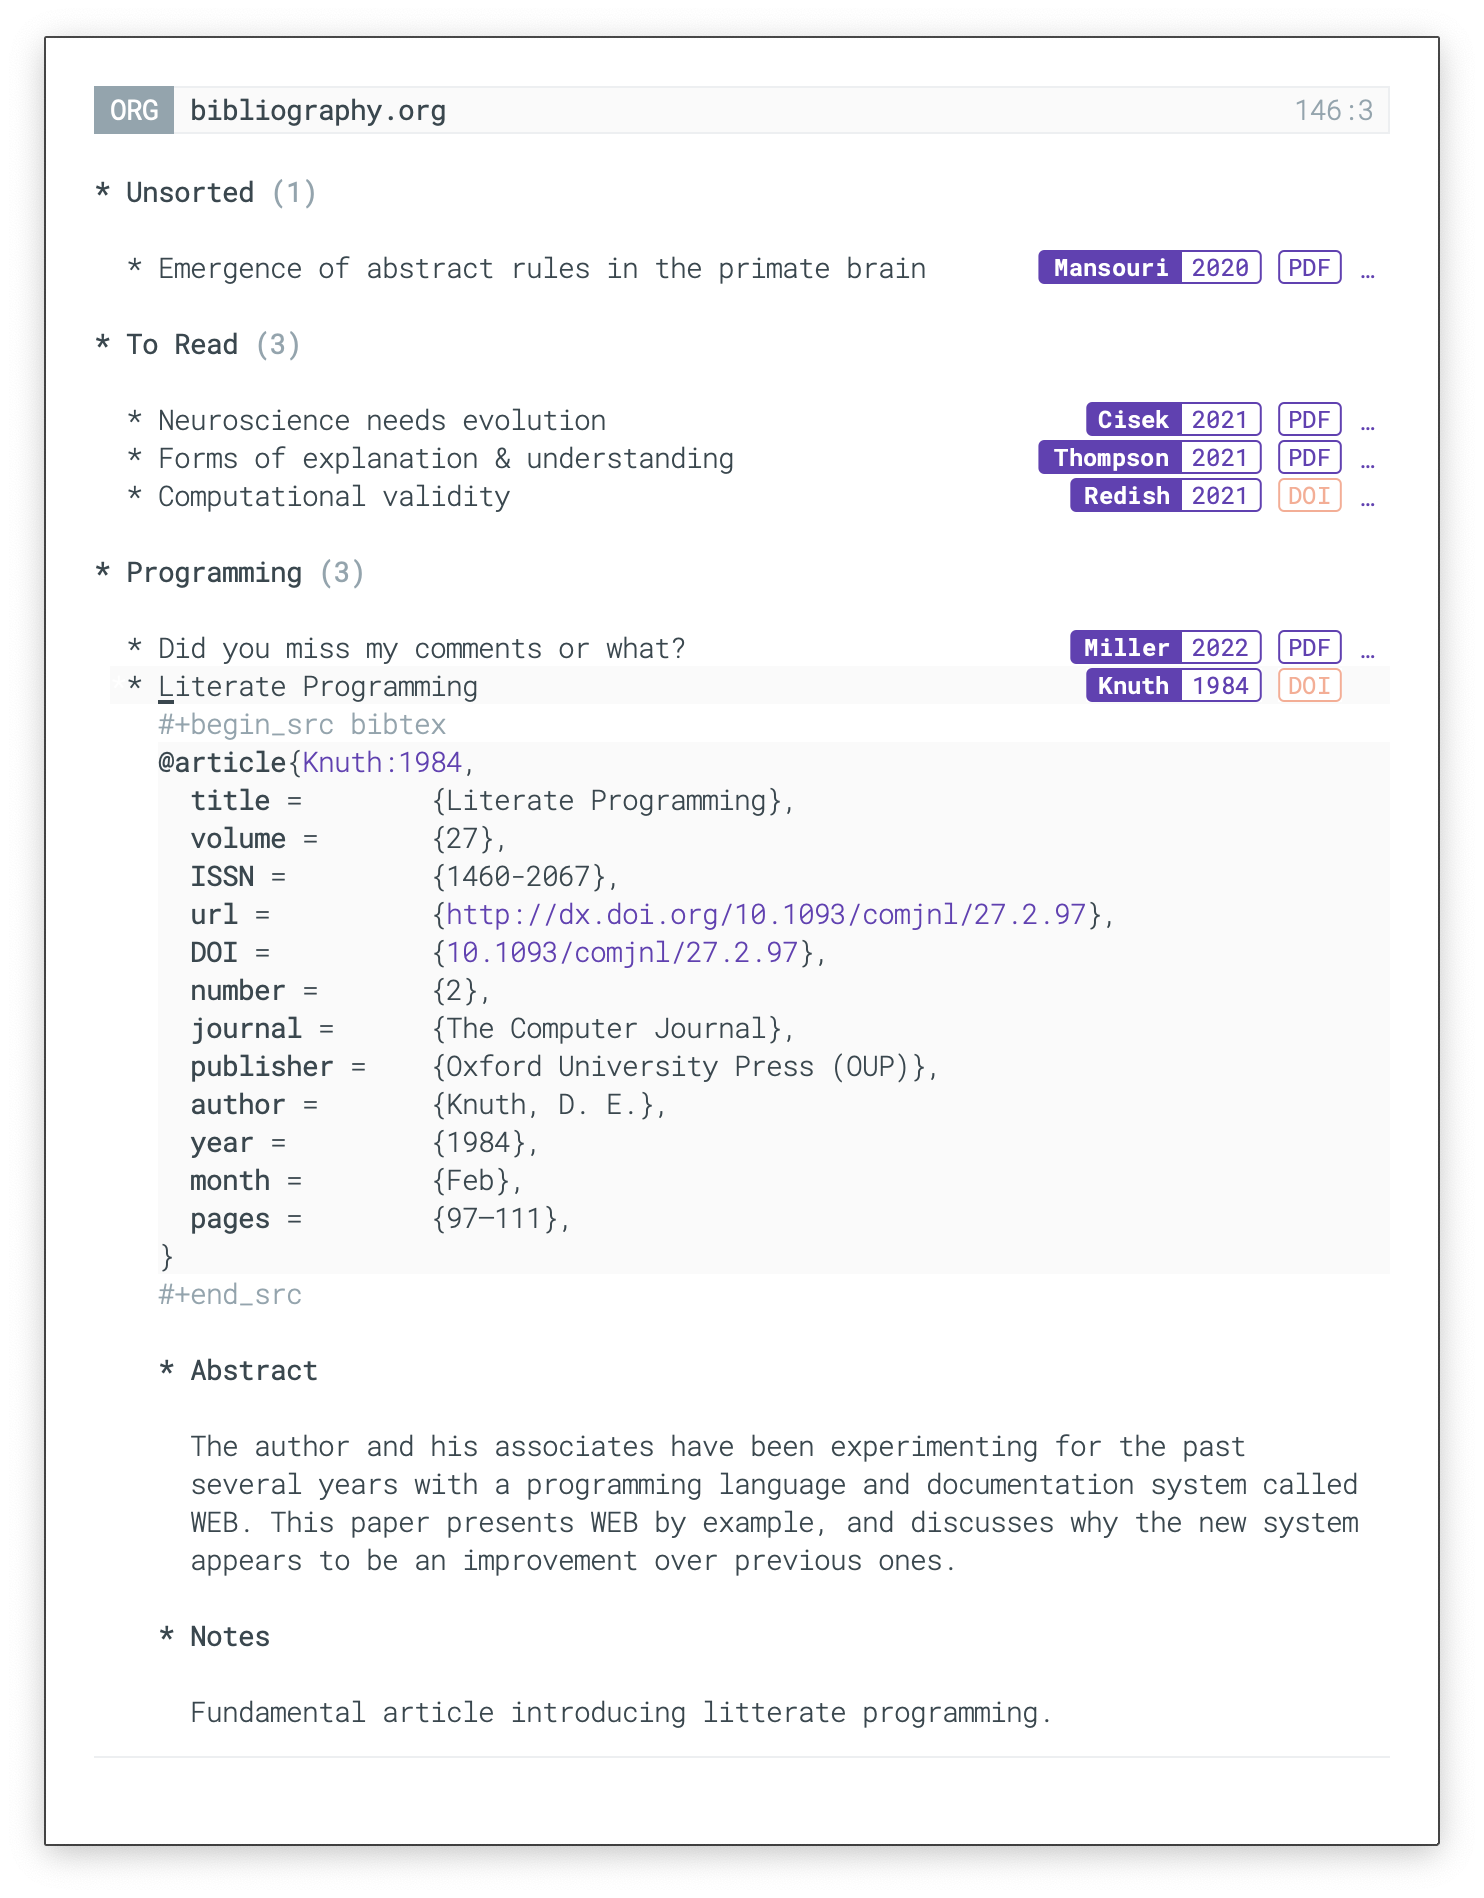 ORG bibliography.org 146:3
* Unsorted (1)
* Emergence of abstract rules in the primate brain Mansouri 2020 PDF …
* To Read (3)
* Neuroscience needs evolution Cisek 2021 PDF …
* Forms of explanation & understanding Thompson 2021 PDF …
* Computational validity Redish 2021 DOI …
* Programming (3)
* Did you miss my comments or what? Miller 2022 PDF …
* Literate Programming Knuth 1984 DOI
#+begin_src bibtex
@article{Knuth:1984,
title = {Literate Programming},
volume = {27},
ISSN = {1460-2067},
url = {http://dx.doi.org/10.1093/comjnl/27.2.97},
DOI = {10.1093/comjnl/27.2.97},
number = {2},
journal = {The Computer Journal},
publisher = {Oxford University Press (OUP)},
author = {Knuth, D. E.},
year = {1984},
month = {Feb},
pages = {97–111},
}
#+end_src
* Abstract
The author and his associates have been experimenting for the past
several years with a programming language and documentation system called
WEB. This paper presents WEB by example, and discusses why the new system
appears to be an improvement over previous ones.
* Notes
Fundamental article introducing litterate programming.